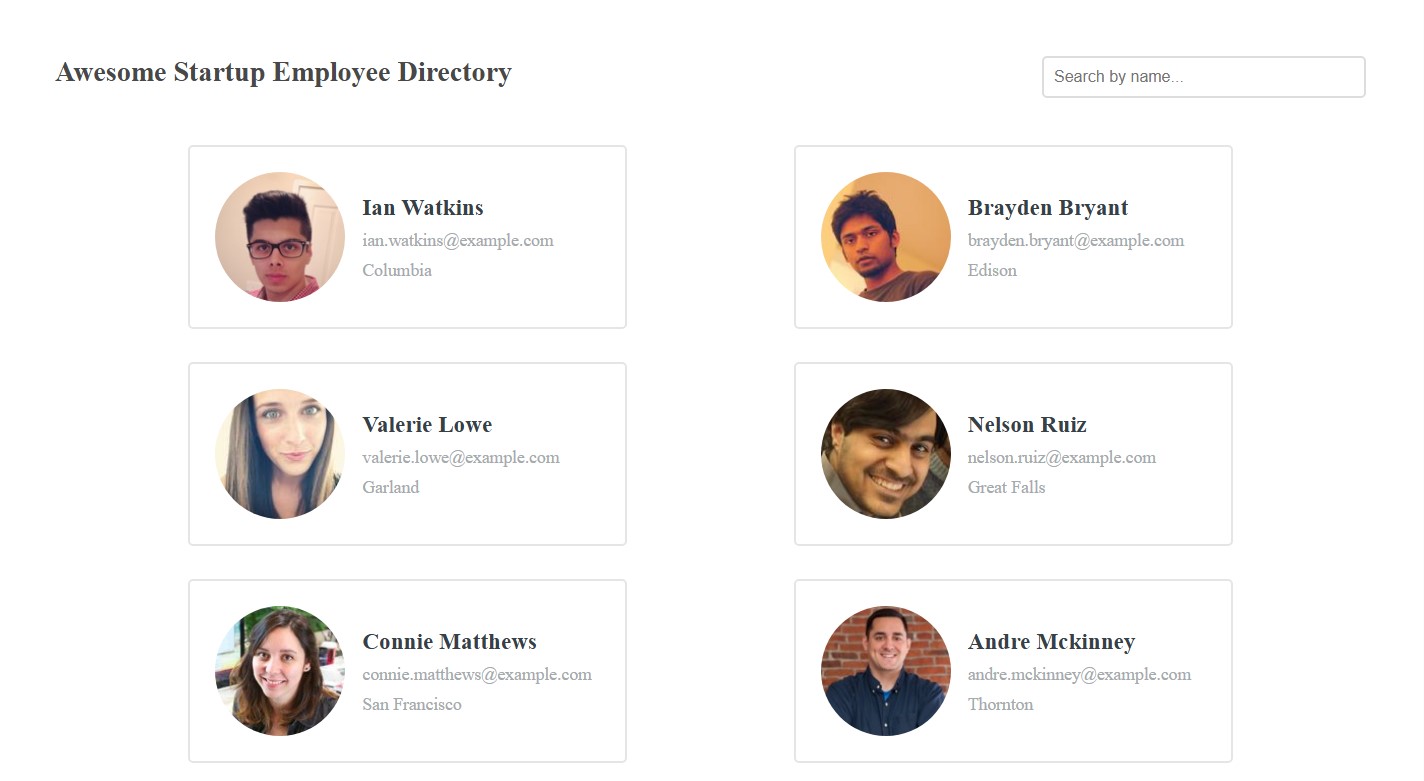 Awesome Startup Employee Directory
Search by name...
Ian Watkins
ian.watkins@example.com
Columbia
Brayden Bryant
brayden.bryant@example.com
Edison
Valerie Lowe
valerie.lowe@example.com
Garland
Nelson Ruiz
nelson.ruiz@example.com
Great Falls
Connie Matthews
connie.matthews@example.com
San Francisco
Andre Mckinney
andre.mckinney@example.com
Thornton